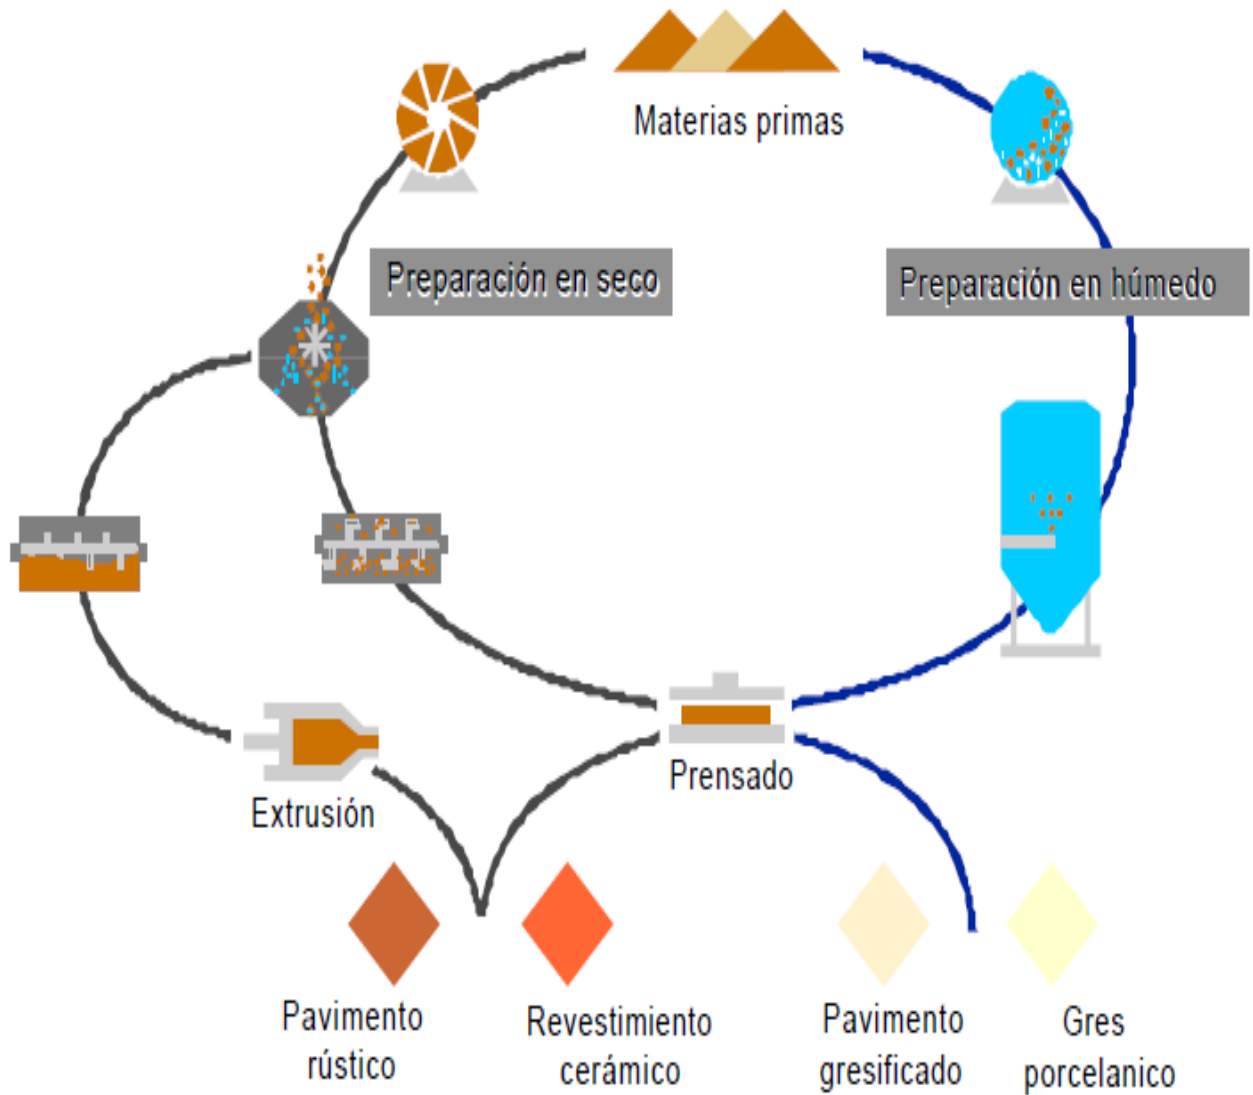 Materias primas
Preparación en seco
Preparación en húmedo
Prensado
Extrusión
Pavimento
rústico
Revestimiento
cerámico
Pavimento
gresificado
Gres
porcelanico